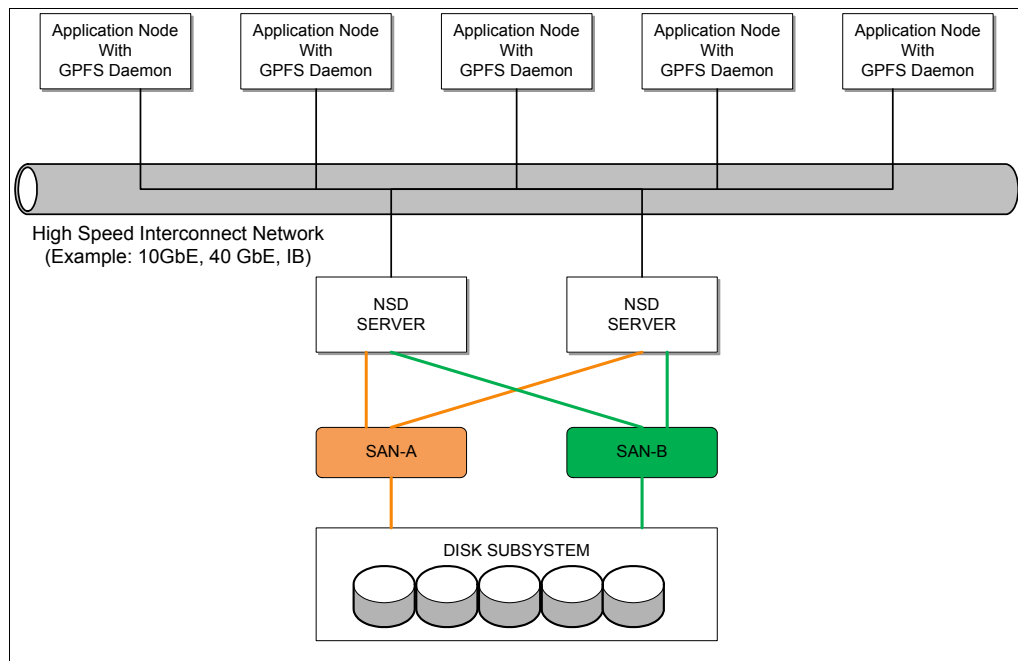 Application Node
With
GPFS Daemon
Application Node
With
GPFS Daemon
Application Node
With
GPFS Daemon
Application Node
With
GPFS Daemon
Application Node
With
GPFS Daemon
High Speed Interconnect Network
(Example: 10GbE, 40 GbE, IB)
NSD
SERVER
NSD
SERVER
SAN-A
SAN-B
DISK SUBSYSTEM